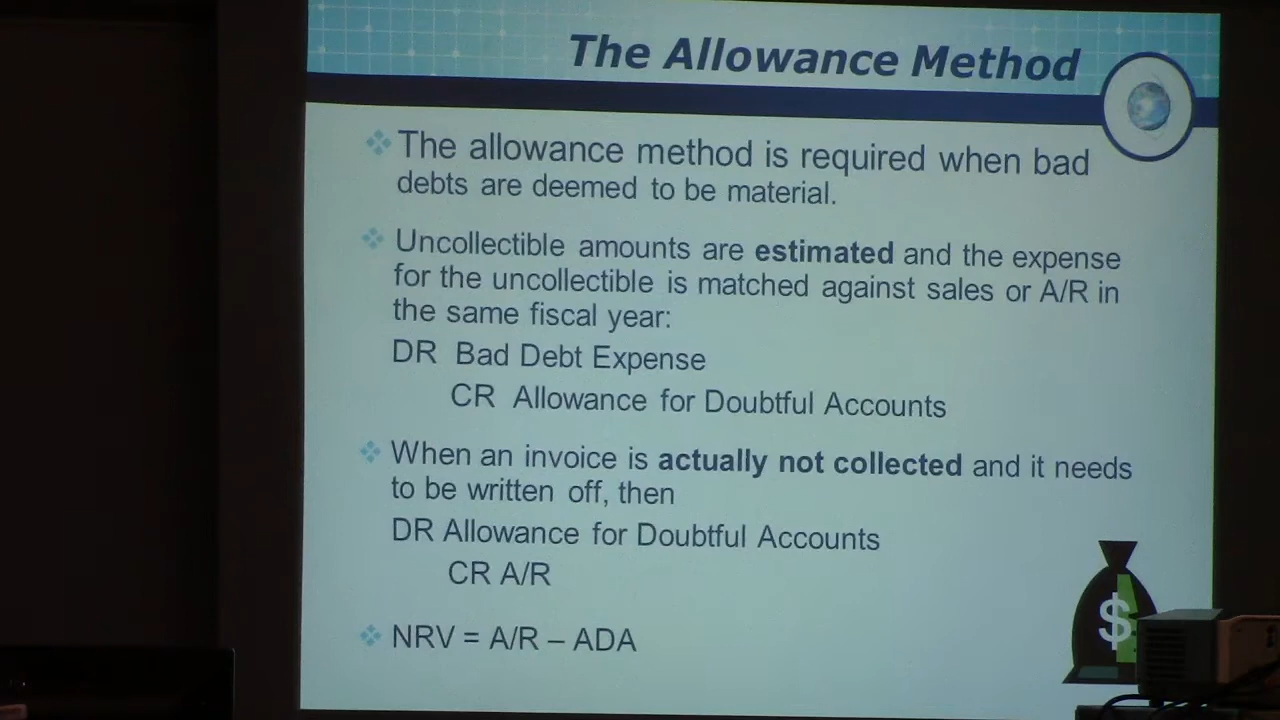 The Allowance Method
The allowance method is required when bad
debts are deemed to be material.
Uncollectible amounts are estimated and the expense
for the uncollectible is matched against sales or A/R in
the same fiscal year:
DR Bad Debt Expense
CR Allowance for Doubtful Accounts
When an invoice is actually not collected and it needs
to be written off, then
DR Allowance for Doubtful Accounts
CR A/R
NRV = A/R – ADA
$